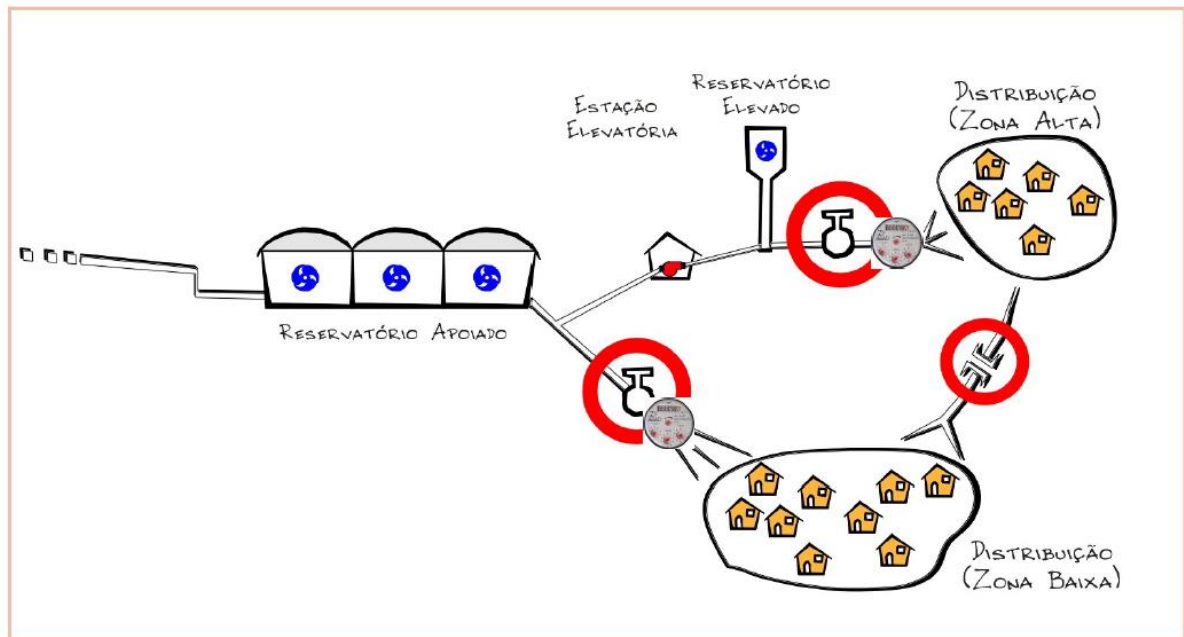 Reservatório
Elevado
Estação
Elevatória
Distribuição
(Zona Alta)
Reservatório Apoiado
Distribuição
(Zona Baixa)